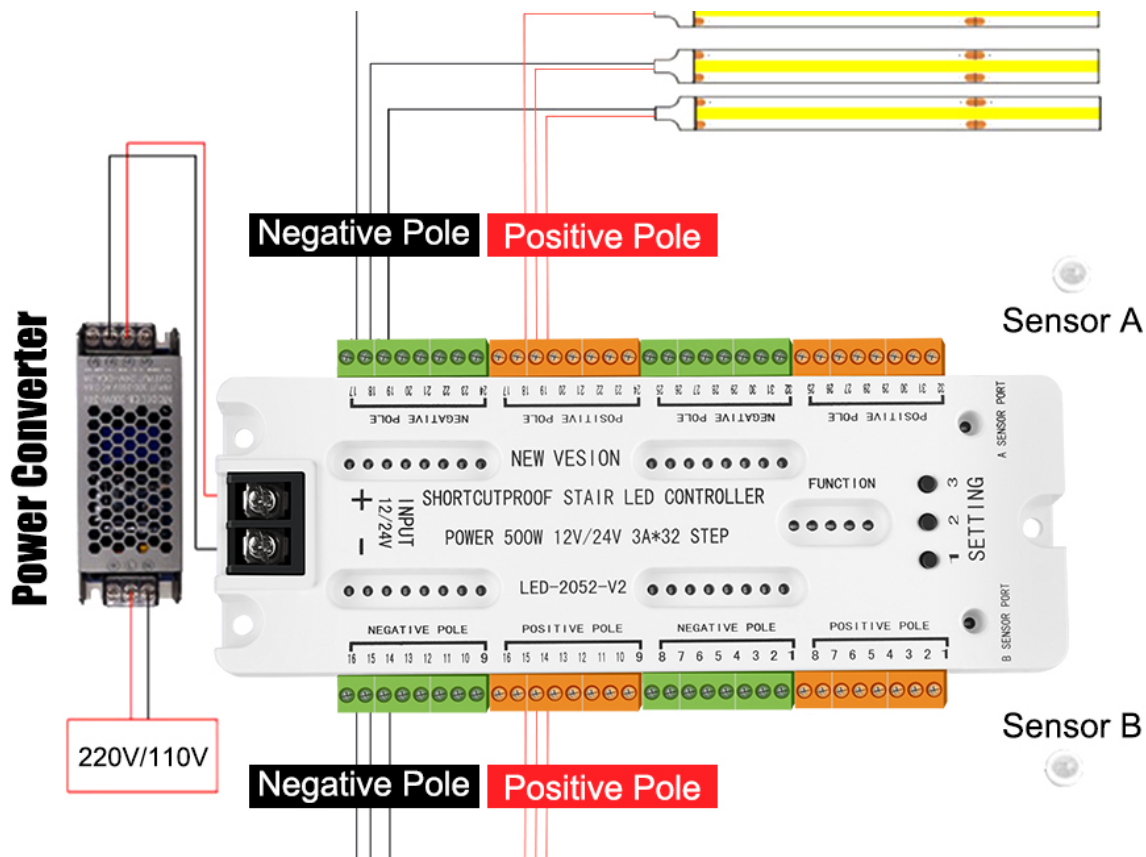 Negative Pole
Positive Pole
Sensor A
Power Converter
17 18 19 20 21 22 23 24
17 18 19 20 21 22 23 24
25 26 27 28 29 30 31 32
25 26 27 28 29 30 31 32
NEGATIVE POLE
POSITIVE POLE
NEGATIVE POLE
POSITIVE POLE
A SENSOR PORT
NEW VESION
FUNCTION
+
INPUT
12/24V
-
SHORTCUTPROOF STAIR LED CONTROLLER
POWER 500W 12V/24V 3A*32 STEP
LED-2052-V2
3
2
1
SETTING
B SENSOR PORT
NEGATIVE POLE
POSITIVE POLE
NEGATIVE POLE
POSITIVE POLE
16 15 14 13 12 11 10 9
16 15 14 13 12 11 10 9
8 7 6 5 4 3 2 1
8 7 6 5 4 3 2 1
Sensor B
220V/110V
Negative Pole
Positive Pole